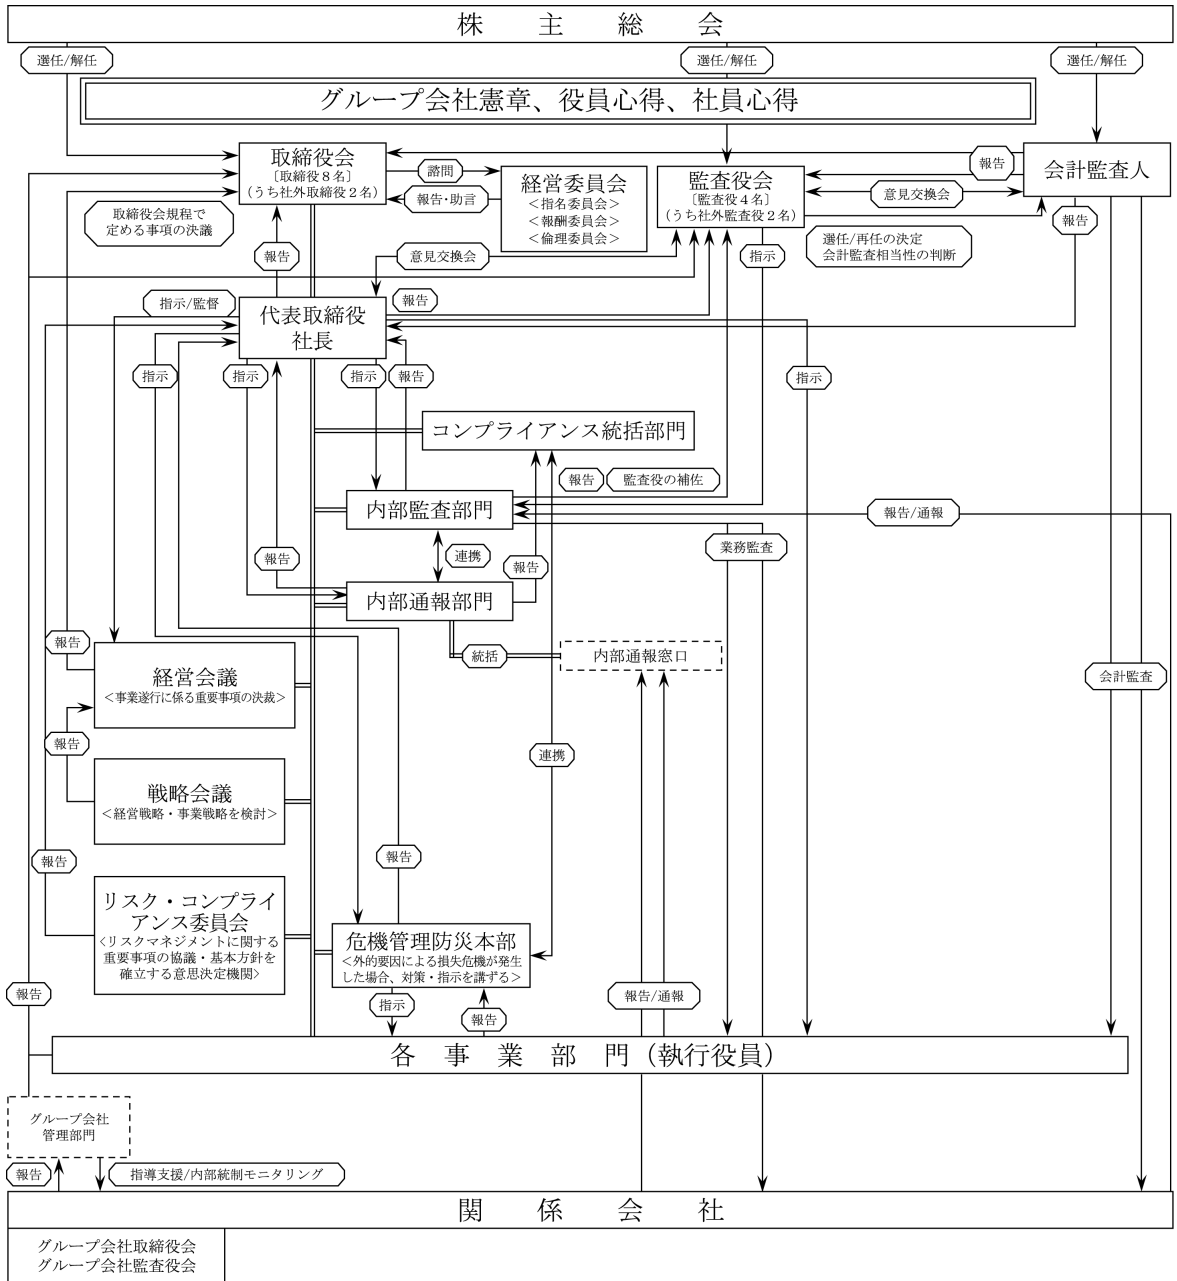 株主総会
選任/解任
選任/解任
選任/解任
グループ会社憲章、役員心得、社員心得
取締役会
〔取締役8名〕
(うち社外取締役2名)
諮問
報告・助言
経営委員会
＜指名委員会＞
＜報酬委員会＞
＜倫理委員会＞
監査役会
〔監査役4名〕
(うち社外監査役2名)
報告
意見交換会
会計監査人
取締役会規程で
定める事項の決議
報告
意見交換会
指示
選任/再任の決定
会計監査相当性の判断
報告
指示/監督
代表取締役
社長
報告
指示
指示
指示
報告
指示
コンプライアンス統括部門
報告
監査役の補佐
内部監査部門
報告/通報
業務監査
報告
連携
報告
内部通報部門
報告
統括
内部通報窓口
経営会議
＜事業遂行に係る重要事項の決裁＞
会計監査
報告
連携
戦略会議
＜経営戦略・事業戦略を検討＞
報告
報告
リスク・コンプライ
アンス委員会
〈リスクマネジメントに関する
重要事項の協議・基本方針を
確立する意思決定機関〉
危機管理防災本部
＜外的要因による損失危機が発生
した場合、対策・指示を講ずる＞
報告
指示
報告
報告/通報
各事業部門(執行役員)
グループ会社
管理部門
報告
指導支援/内部統制モニタリング
関係会社
グループ会社取締役会
グループ会社監査役会